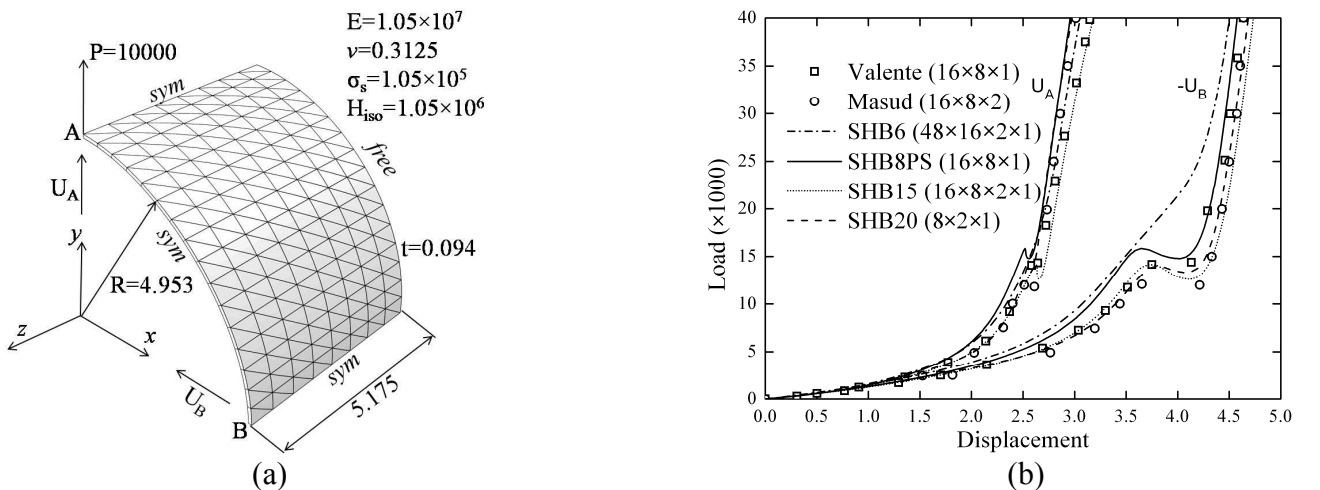 E=1.05×10⁷
ν=0.3125
σₛ=1.05×10⁵
Hᵢₛₒ=1.05×10⁶
P=10000
sym
A
free
U_A
y
sym
t=0.094
R=4.953
z
x
sym
5.175
U_B
B
(a)
40
35
30
25
20
15
10
5
0
Load (×1000)
Valente (16×8×1)
Masud (16×8×2)
SHB6 (48×16×2×1)
SHB8PS (16×8×1)
SHB15 (16×8×2×1)
SHB20 (8×2×1)
U_A
-U_B
0.0 0.5 1.0 1.5 2.0 2.5 3.0 3.5 4.0 4.5 5.0
Displacement
(b)